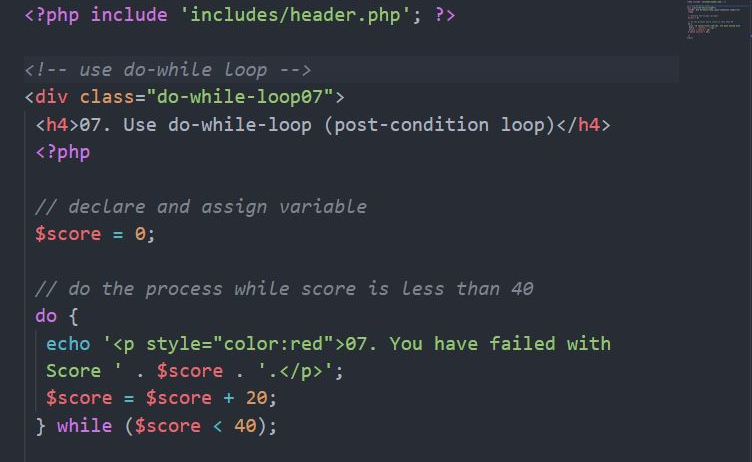 <?php include 'includes/header.php'; ?>
<!-- use do-while loop -->
<div class="do-while-loop07">
<h4>07. Use do-while-loop (post-condition loop)</h4>
<?php
// declare and assign variable
$score = 0;
// do the process while score is less than 40
do {
echo '<p style="color:red">07. You have failed with
Score ' . $score . '.</p>';
$score = $score + 20;
} while ($score < 40);